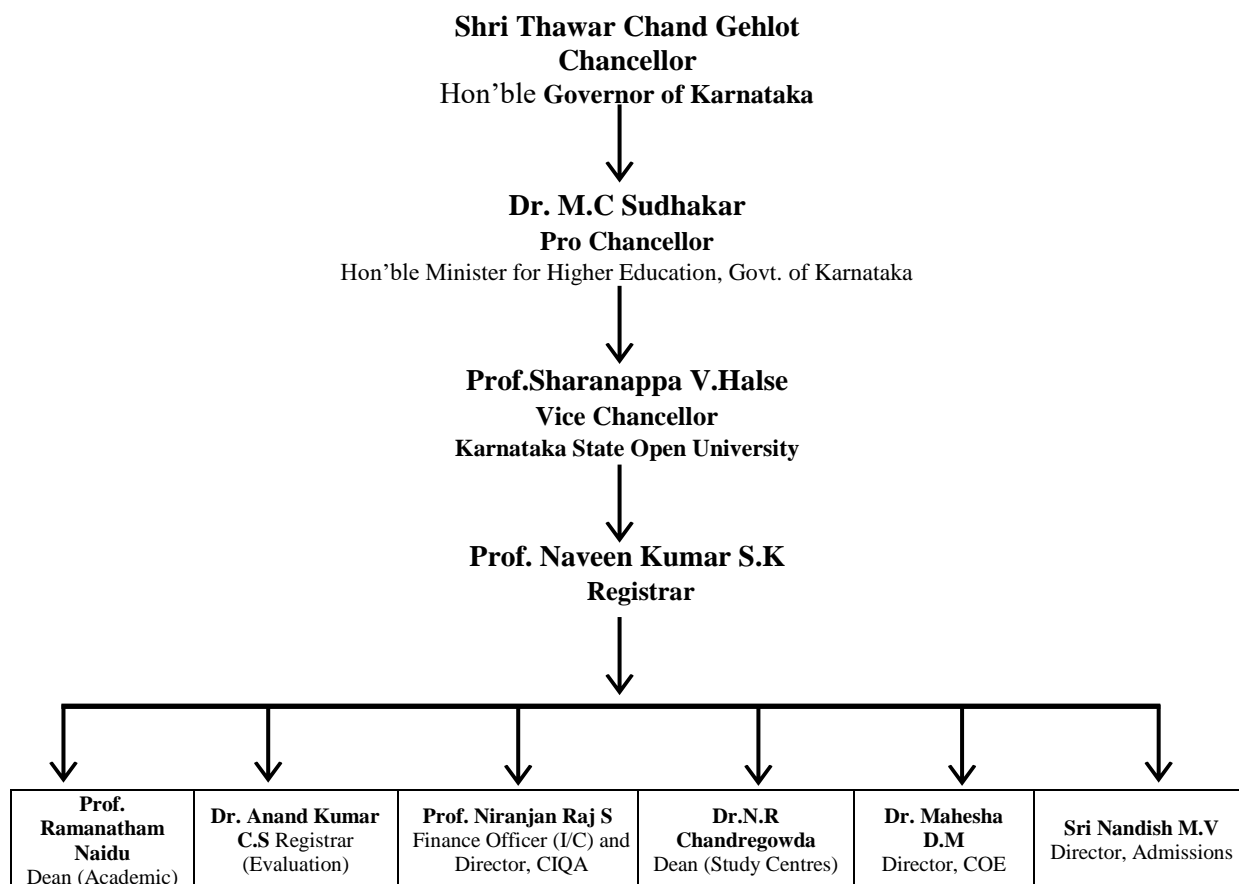 Shri Thawar Chand Gehlot
Chancellor
Hon’ble Governor of Karnataka
Dr. M.C Sudhakar
Pro Chancellor
Hon’ble Minister for Higher Education, Govt. of Karnataka
Prof.Sharanappa V.Halse
Vice Chancellor
Karnataka State Open University
Prof. Naveen Kumar S.K
Registrar
Prof.
Ramanatham
Naidu
Dean (Academic)
Dr. Anand Kumar
C.S Registrar
(Evaluation)
Prof. Niranjan Raj S
Finance Officer (I/C) and
Director, CIQA
Dr.N.R
Chandregowda
Dean (Study Centres)
Dr. Mahesha
D.M
Director, COE
Sri Nandish M.V
Director, Admissions